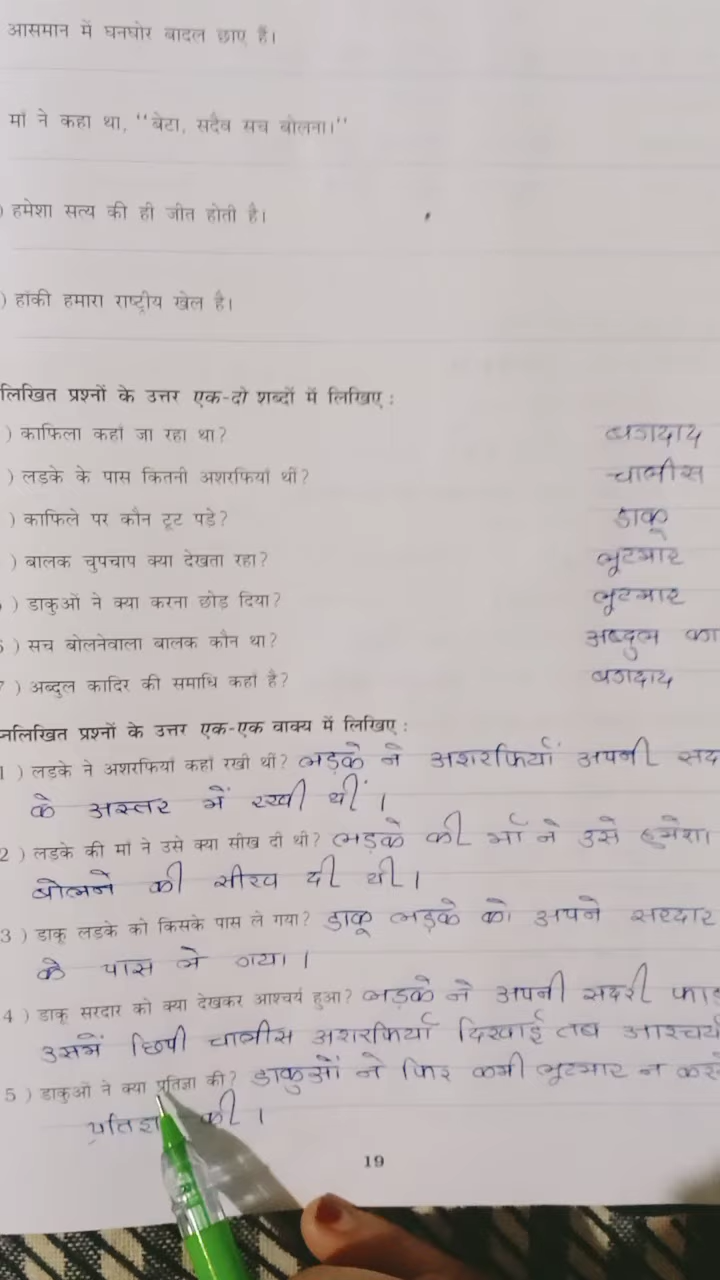 आसमान में घनघोर बादल छाए हैं।
माँ ने कहा था, "बेटा, सदैव सच बोलना।"
) हमेशा सत्य की ही जीत होती है।
) हॉकी हमारा राष्ट्रीय खेल है।
लिखित प्रश्नों के उत्तर एक-दो शब्दों में लिखिए :
) काफिला कहाँ जा रहा था? बगदाद
) लडके के पास कितनी अशरफियाँ थीं? चालीस
) काफिले पर कौन टूट पडे? डाकू
) बालक चुपचाप क्या देखता रहा? लूटमार
) डाकुओं ने क्या करना छोड दिया? लूटमार
) सच बोलनेवाला बालक कौन था? अब्दुल का
) अब्दुल कादिर की समाधि कहाँ है? बगदाद
नलिखित प्रश्नों के उत्तर एक-एक वाक्य में लिखिए :
1 ) लडके ने अशरफियाँ कहाँ रखी थीं? लड़के ने अशरफियाँ अपनी सद
के अस्तर में रखी थीं ।
2 ) लडके की माँ ने उसे क्या सीख दी थी? लड़के की माँ ने उसे हमेशा
बोलने की सीख दी थी ।
3 ) डाकू लडके को किसके पास ले गया? डाकू लड़के को अपने सरदार
के पास ले गया ।
4 ) डाकू सरदार को क्या देखकर आश्चर्य हुआ? लड़के ने अपनी सदरी फाड
उसमें छिपी चालीस अशरफियाँ दिखाई तब आश्चर्य
5 ) डाकुओं ने क्या प्रतिज्ञा की? डाकुओं ने फिर कभी लूटमार न कर
की ।
19